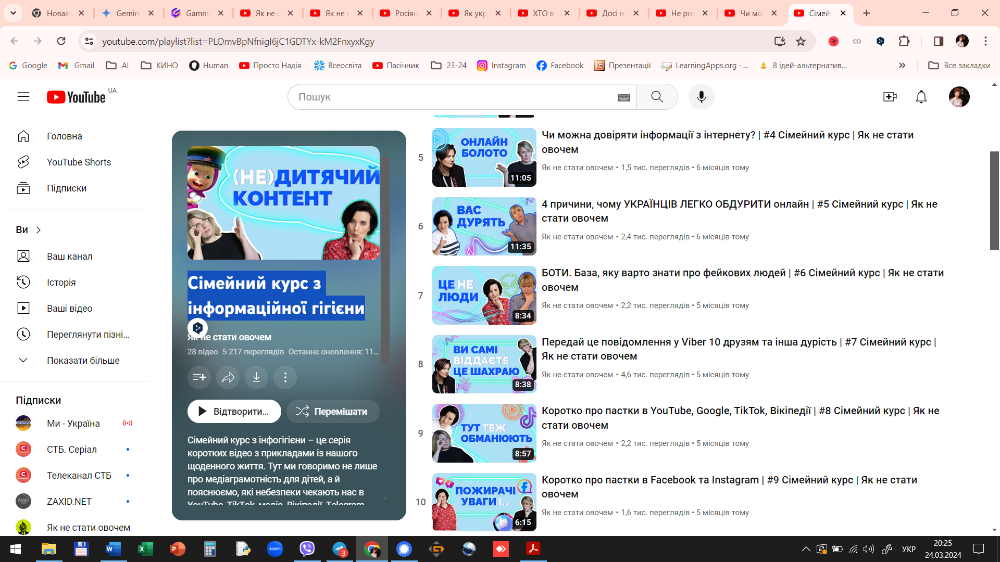 Новая
Gemini
Gamm
Як не
Як не
Росіян
Як укр
ХТО в
Досі н
Не роз
Чи мо
Сімей
youtube.com/playlist?list=PLOmvBpNfnigI6jC1GDTYx-kM2FnxyxKgy
Google
Gmail
AI
КИНО
Human
Просто Надія
Всеосвіта
Пасічник
23-24
Instagram
Facebook
Презентації
LearningApps.org -...
8 ідей-альтернатив...
Все закладки
YouTube UA
Пошук
Головна
YouTube Shorts
Підписки
Ви
Ваш канал
Історія
Ваші відео
Переглянути пізні...
Показати більше
Підписки
Ми - Україна
СТБ. Серіал
Телеканал СТБ
ZAXID.NET
Як не стати овочем
(НЕ)ДИТЯЧИЙ
КОНТЕНТ
Сімейний курс з
інформаційної гігієни
Як не стати овочем
28 відео 5 217 переглядів Останнє оновлення: 11...
Відтворити...
Перемішати
Сімейний курс з інфогігієни – це серія
коротких відео з прикладами із нашого
щоденного життя. Тут ми говоримо не лише
про медіаграмотність для дітей, а й
пояснюємо, які небезпеки чекають нас в
YouTube, TikTok, медіа, Вікіпедії, Telegram
5
ОНЛАЙН
БОЛОТО
11:05
Чи можна довіряти інформації з інтернету? | #4 Сімейний курс | Як не стати
овочем
Як не стати овочем • 1,5 тис. переглядів • 6 місяців тому
6
ВАС
ДУРЯТЬ
11:35
4 причини, чому УКРАЇНЦІВ ЛЕГКО ОБДУРИТИ онлайн | #5 Сімейний курс | Як не
стати овочем
Як не стати овочем • 2,4 тис. переглядів • 6 місяців тому
7
ЦЕ НЕ
ЛЮДИ
8:34
БОТИ. База, яку варто знати про фейкових людей | #6 Сімейний курс | Як не стати
овочем
Як не стати овочем • 2,2 тис. переглядів • 5 місяців тому
8
ВИ САМІ
ВІДДАЄТЕ
ЦЕ ШАХРАЮ
8:38
Передай це повідомлення у Viber 10 друзям та інша дурість | #7 Сімейний курс |
Як не стати овочем
Як не стати овочем • 4,6 тис. переглядів • 5 місяців тому
9
ТУТ ТЕЖ
ОБМАНЮЮТЬ
8:57
Коротко про пастки в YouTube, Google, TikTok, Вікіпедії | #8 Сімейний курс | Як не
стати овочем
Як не стати овочем • 2,2 тис. переглядів • 5 місяців тому
10
ПОЖИРАЧІ
УВАГИ І...
6:15
Коротко про пастки в Facebook та Instagram | #9 Сімейний курс | Як не стати
овочем
Як не стати овочем • 1,6 тис. переглядів • 5 місяців тому
zoom
3
УКР
20:25
24.03.2024